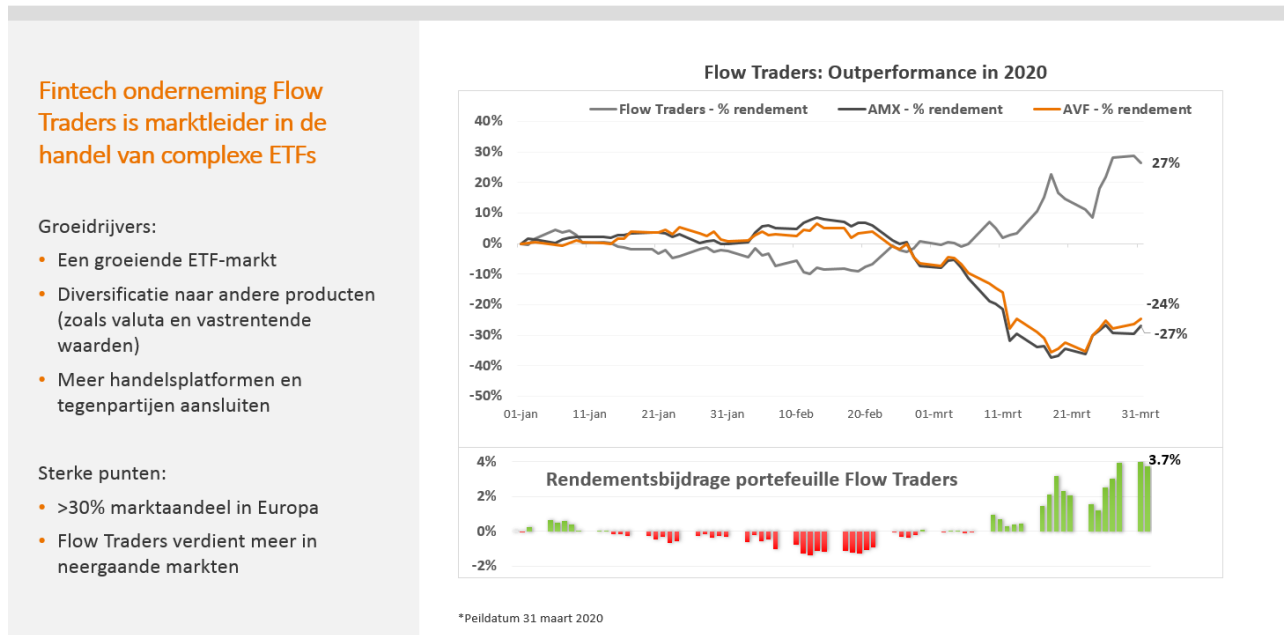 Fintech onderneming Flow
Traders is marktleider in de
handel van complexe ETFs
Groeidrijvers:
• Een groeiende ETF-markt
• Diversificatie naar andere producten
(zoals valuta en vastrentende
waarden)
• Meer handelsplatformen en
tegenpartijen aansluiten
Sterke punten:
• >30% marktaandeel in Europa
• Flow Traders verdient meer in
neergaande markten
Flow Traders: Outperformance in 2020
Flow Traders - % rendement AMX - % rendement AVF - % rendement
40%
30%
20%
10%
0%
-10%
-20%
-30%
-40%
-50%
27%
-24%
-27%
01-jan 11-jan 21-jan 31-jan 10-feb 20-feb 01-mrt 11-mrt 21-mrt 31-mrt
Rendementsbijdrage portefeuille Flow Traders
4%
2%
0%
-2%
3.7%
*Peildatum 31 maart 2020